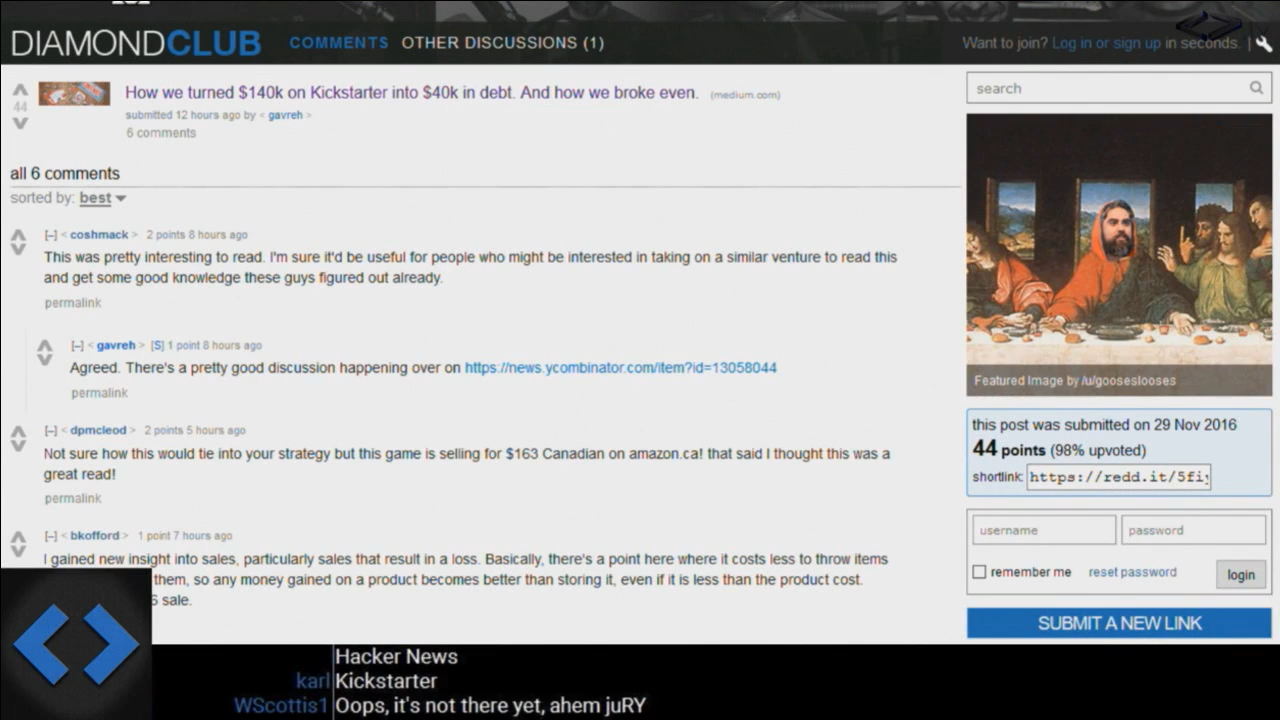 DIAMONDCLUB COMMENTS OTHER DISCUSSIONS (1) Want to join? Log in or sign up in seconds. |
search
44
How we turned $140k on Kickstarter into $40k in debt. And how we broke even. (medium.com)
submitted 12 hours ago by < gavreh >
6 comments
all 6 comments
sorted by: best
[–] < coshmack > 2 points 8 hours ago
This was pretty interesting to read. I'm sure it'd be useful for people who might be interested in taking on a similar venture to read this
and get some good knowledge these guys figured out already.
permalink
[–] < gavreh > [S] 1 point 8 hours ago
Agreed. There's a pretty good discussion happening over on https://news.ycombinator.com/item?id=13058044
permalink
[–] < dpmcleod > 2 points 5 hours ago
Not sure how this would tie into your strategy but this game is selling for $163 Canadian on amazon.ca! that said I thought this was a
great read!
permalink
[–] < bkofford > 1 point 7 hours ago
I gained new insight into sales, particularly sales that result in a loss. Basically, there's a point here where it costs less to throw items
them, so any money gained on a product becomes better than storing it, even if it is less than the product cost.
sale.
Featured Image by /u/gooseslooses
this post was submitted on 29 Nov 2016
44 points (98% upvoted)
shortlink: https://redd.it/5fi
username password
remember me reset password login
SUBMIT A NEW LINK
Hacker News
karl Kickstarter
WScottis1 Oops, it's not there yet, ahem juRY